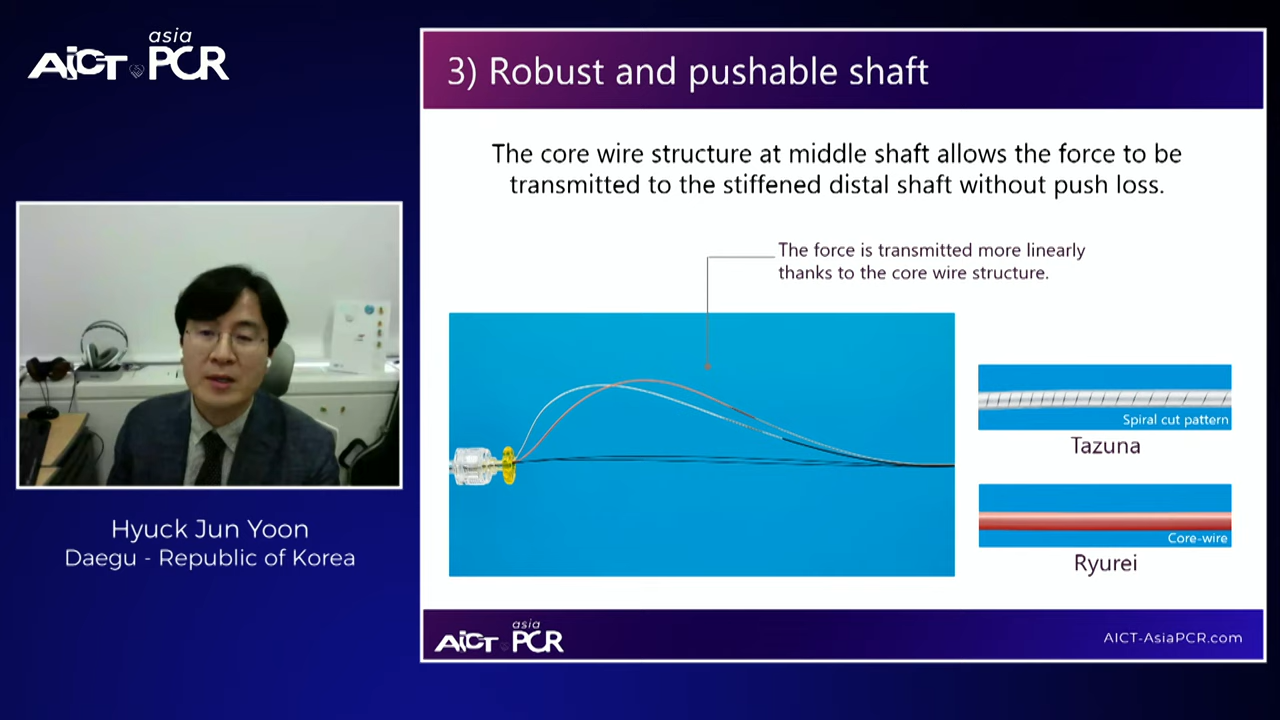 asia
AICT PCR
3) Robust and pushable shaft
The core wire structure at middle shaft allows the force to be
transmitted to the stiffened distal shaft without push loss.
The force is transmitted more linearly
thanks to the core wire structure.
Spiral cut pattern
Tazuna
Core-wire
Ryurei
Hyuck Jun Yoon
Daegu - Republic of Korea
asia
AICT PCR
AICT-AsiaPCR.com